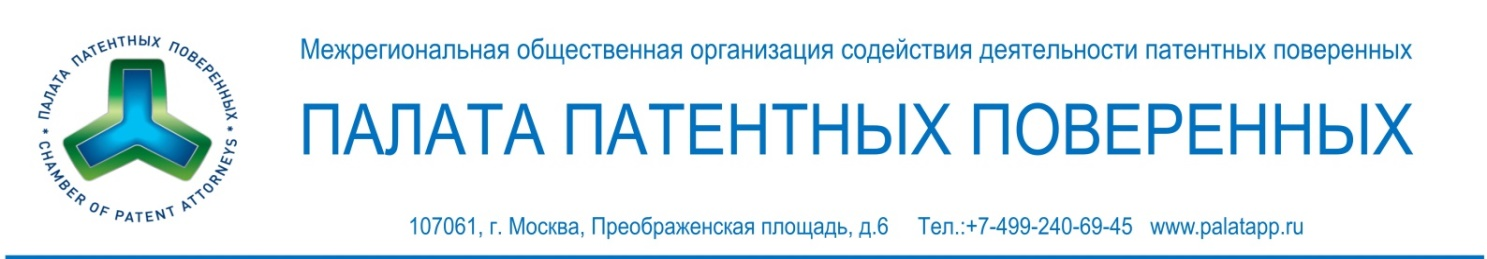 ПАЛАТА ПАТЕНТНЫХ ПОВЕРЕННЫХ * CHAMBER OF PATENT ATTORNEYS *
Межрегиональная общественная организация содействия деятельности патентных поверенных
ПАЛАТА ПАТЕНТНЫХ ПОВЕРЕННЫХ
107061, г. Москва, Преображенская площадь, д.6 Тел.:+7-499-240-69-45 www.palatapp.ru